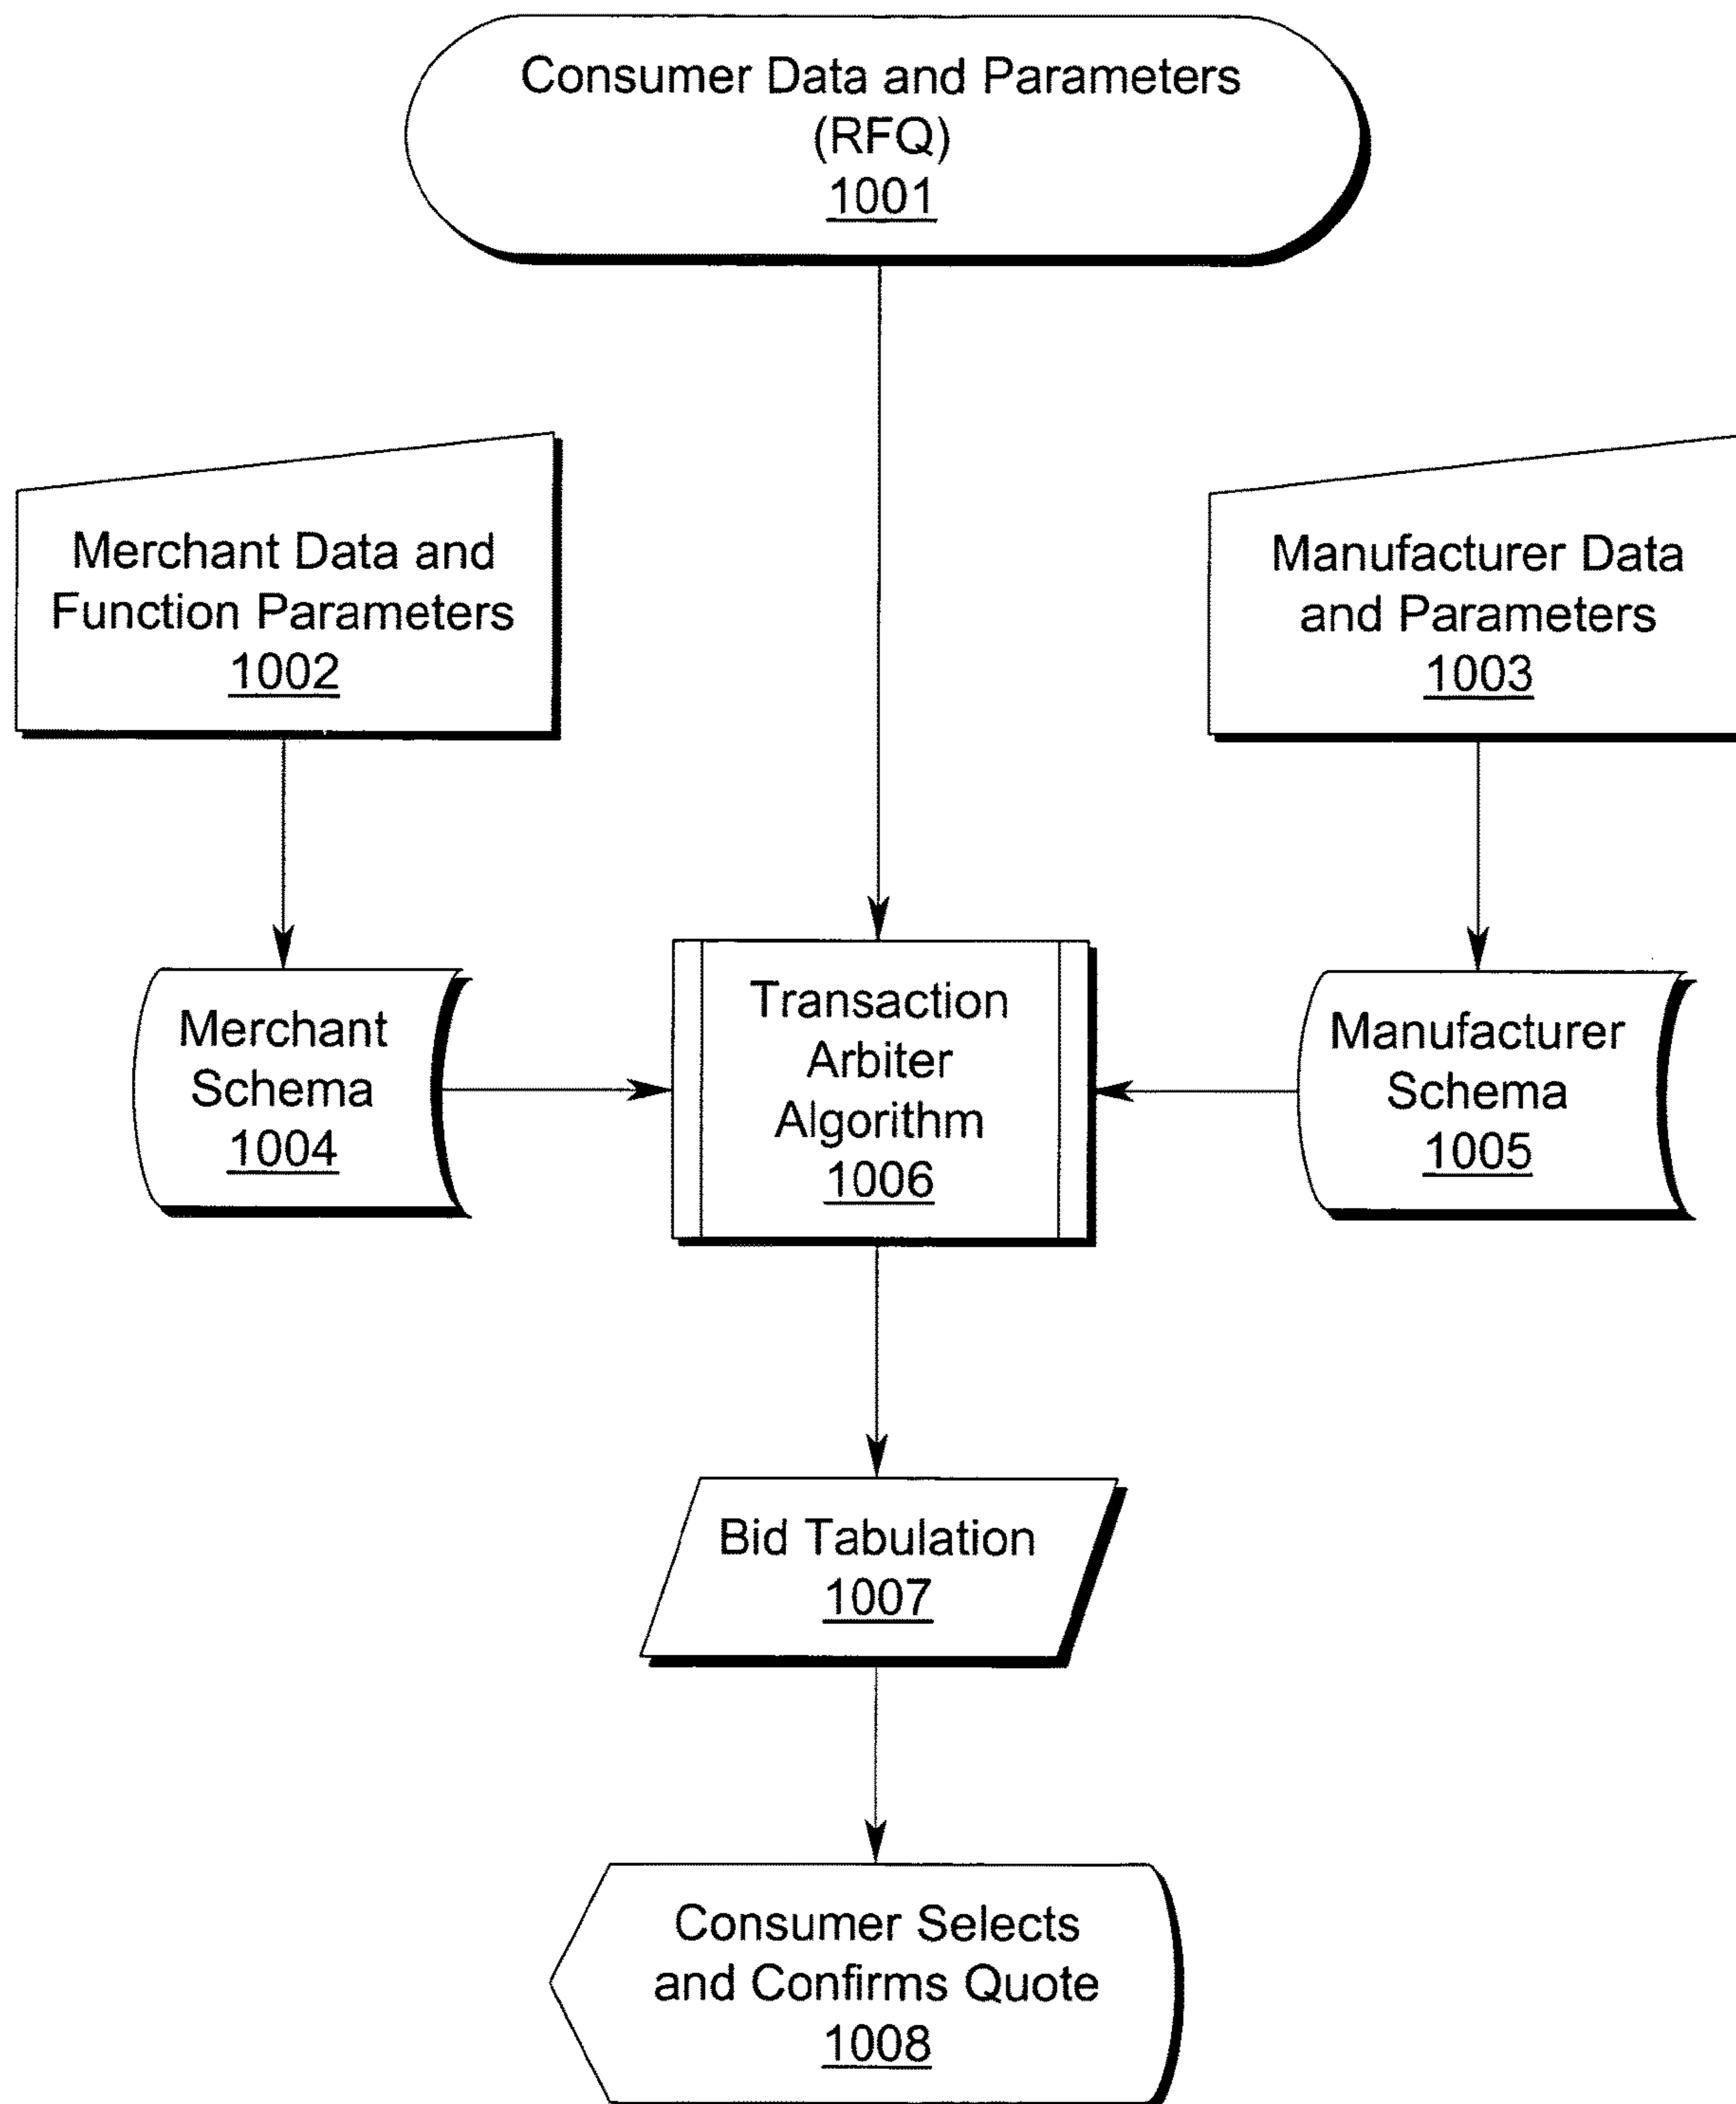 Consumer Data and Parameters
(RFQ)
1001
Merchant Data and
Function Parameters
1002
Manufacturer Data
and Parameters
1003
Merchant
Schema
1004
Transaction
Arbiter
Algorithm
1006
Manufacturer
Schema
1005
Bid Tabulation
1007
Consumer Selects
and Confirms Quote
1008